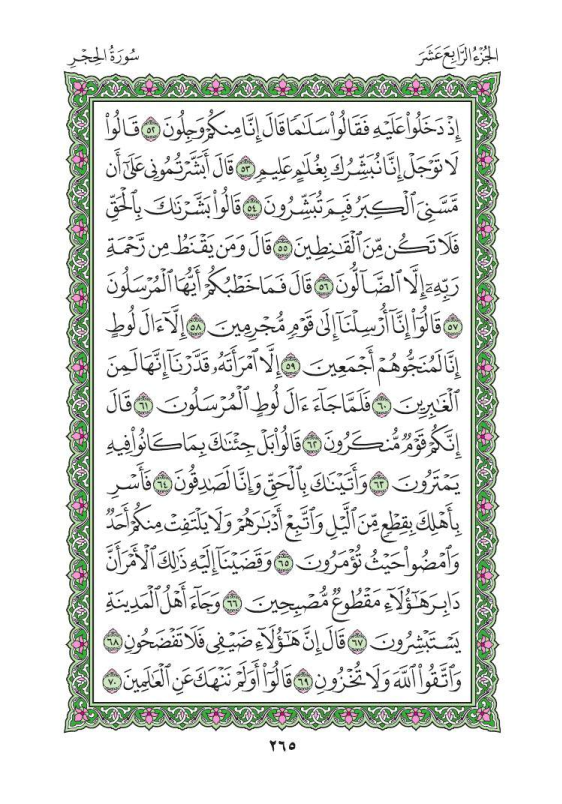 الجُزْءُ الرَّابِعَ عَشَرَ
سُورَةُ الحِجْرِ
إِذْ دَخَلُوا۟ عَلَيْهِ فَقَالُوا۟ سَلَٰمًا قَالَ إِنَّا مِنكُمْ وَجِلُونَ ٥٢ قَالُوا۟
لَا تَوْجَلْ إِنَّا نُبَشِّرُكَ بِغُلَٰمٍ عَلِيمٍ ٥٣ قَالَ أَبَشَّرْتُمُونِى عَلَىٰٓ أَن
مَّسَّنِىَ ٱلْكِبَرُ فَبِمَ تُبَشِّرُونَ ٥٤ قَالُوا۟ بَشَّرْنَٰكَ بِٱلْحَقِّ
فَلَا تَكُن مِّنَ ٱلْقَٰنِطِينَ ٥٥ قَالَ وَمَن يَقْنَطُ مِن رَّحْمَةِ
رَبِّهِۦٓ إِلَّا ٱلضَّآلُّونَ ٥٦ قَالَ فَمَا خَطْبُكُمْ أَيُّهَا ٱلْمُرْسَلُونَ
٥٧ قَالُوٓا۟ إِنَّآ أُرْسِلْنَآ إِلَىٰ قَوْمٍ مُّجْرِمِينَ ٥٨ إِلَّآ ءَالَ لُوطٍ
إِنَّا لَمُنَجُّوهُمْ أَجْمَعِينَ ٥٩ إِلَّا ٱمْرَأَتَهُۥ قَدَّرْنَآ إِنَّهَا لَمِنَ
ٱلْغَٰبِرِينَ ٦٠ فَلَمَّا جَآءَ ءَالَ لُوطٍ ٱلْمُرْسَلُونَ ٦١ قَالَ
إِنَّكُمْ قَوْمٌ مُّنكَرُونَ ٦٢ قَالُوا۟ بَلْ جِئْنَٰكَ بِمَا كَانُوا۟ فِيهِ
يَمْتَرُونَ ٦٣ وَأَتَيْنَٰكَ بِٱلْحَقِّ وَإِنَّا لَصَٰدِقُونَ ٦٤ فَأَسْرِ
بِأَهْلِكَ بِقِطْعٍ مِّنَ ٱلَّيْلِ وَٱتَّبِعْ أَدْبَٰرَهُمْ وَلَا يَلْتَفِتْ مِنكُمْ أَحَدٌ
وَٱمْضُوا۟ حَيْثُ تُؤْمَرُونَ ٦٥ وَقَضَيْنَآ إِلَيْهِ ذَٰلِكَ ٱلْأَمْرَ أَنَّ
دَابِرَ هَٰٓؤُلَآءِ مَقْطُوعٌ مُّصْبِحِينَ ٦٦ وَجَآءَ أَهْلُ ٱلْمَدِينَةِ
يَسْتَبْشِرُونَ ٦٧ قَالَ إِنَّ هَٰٓؤُلَآءِ ضَيْفِى فَلَا تَفْضَحُونِ ٦٨
وَٱتَّقُوا۟ ٱللَّهَ وَلَا تُخْزُونِ ٦٩ قَالُوٓا۟ أَوَلَمْ نَنْهَكَ عَنِ ٱلْعَٰلَمِينَ ٧٠
٢٦٥